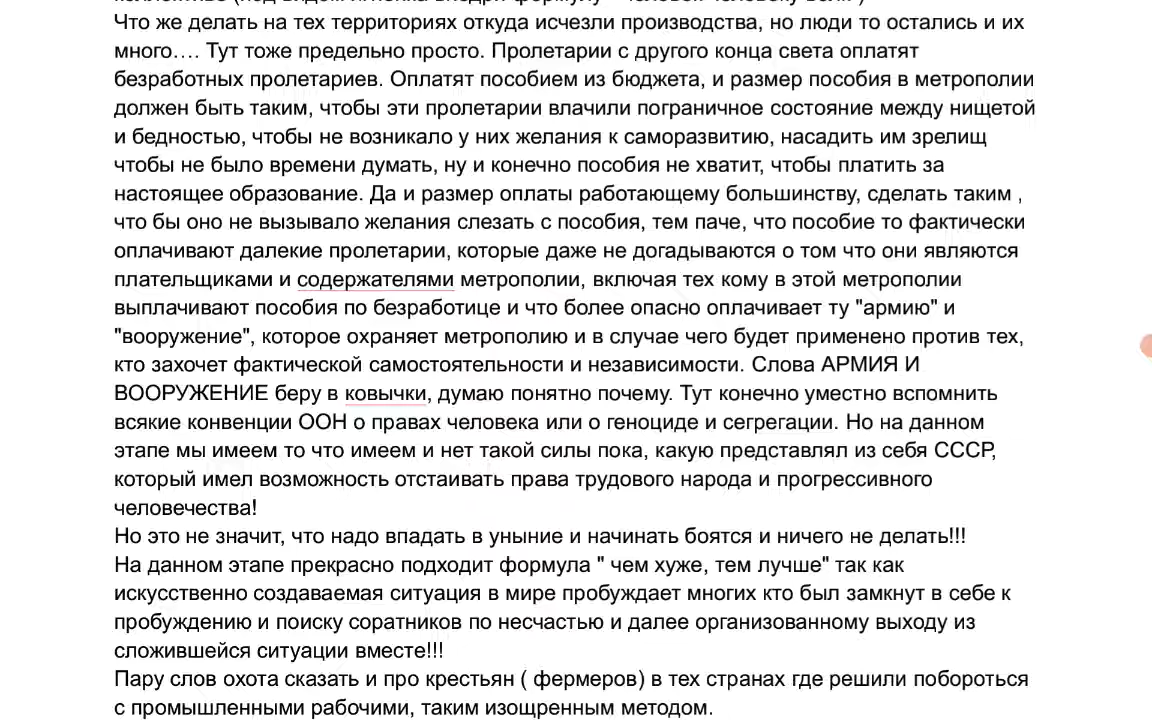 Что же делать на тех территориях откуда исчезли производства, но люди то остались и их
много…. Тут тоже предельно просто. Пролетарии с другого конца света оплатят
безработных пролетариев. Оплатят пособием из бюджета, и размер пособия в метрополии
должен быть таким, чтобы эти пролетарии влачили пограничное состояние между нищетой
и бедностью, чтобы не возникало у них желания к саморазвитию, насадить им зрелищ
чтобы не было времени думать, ну и конечно пособия не хватит, чтобы платить за
настоящее образование. Да и размер оплаты работающему большинству, сделать таким ,
что бы оно не вызывало желания слезать с пособия, тем паче, что пособие то фактически
оплачивают далекие пролетарии, которые даже не догадываются о том что они являются
плательщиками и содержателями метрополии, включая тех кому в этой метрополии
выплачивают пособия по безработице и что более опасно оплачивает ту "армию" и
"вооружение", которое охраняет метрополию и в случае чего будет применено против тех,
кто захочет фактической самостоятельности и независимости. Слова АРМИЯ И
ВООРУЖЕНИЕ беру в ковычки, думаю понятно почему. Тут конечно уместно вспомнить
всякие конвенции ООН о правах человека или о геноциде и сегрегации. Но на данном
этапе мы имеем то что имеем и нет такой силы пока, какую представлял из себя СССР,
который имел возможность отстаивать права трудового народа и прогрессивного
человечества!
Но это не значит, что надо впадать в уныние и начинать боятся и ничего не делать!!!
На данном этапе прекрасно подходит формула " чем хуже, тем лучше" так как
искусственно создаваемая ситуация в мире пробуждает многих кто был замкнут в себе к
пробуждению и поиску соратников по несчастью и далее организованному выходу из
сложившейся ситуации вместе!!!
Пару слов охота сказать и про крестьян ( фермеров) в тех странах где решили побороться
с промышленными рабочими, таким изощренным методом.